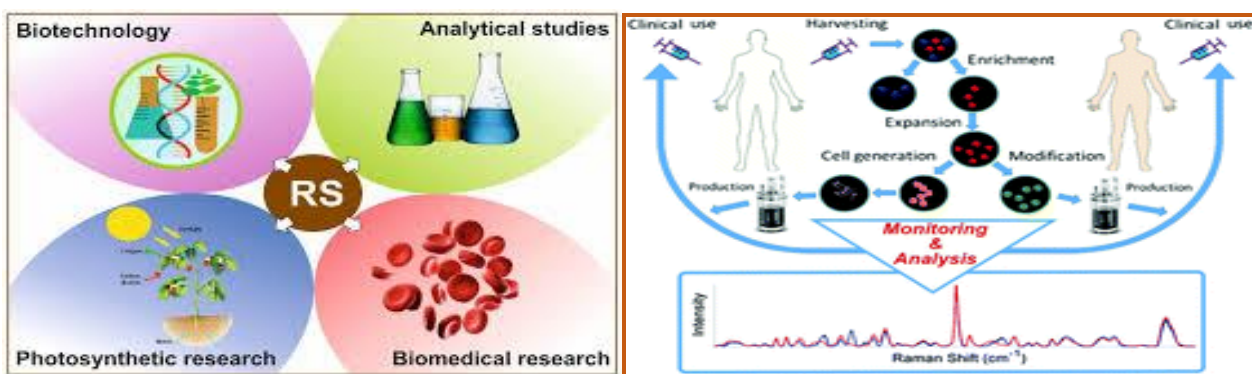 Biotechnology
Analytical studies
RS
Photosynthetic research
Biomedical research
Clinical use
Harvesting
Clinical use
Enrichment
Expansion
Cell generation
Modification
Production
Production
Monitoring
&
Analysis
Intensity
Raman Shift (cm⁻¹)